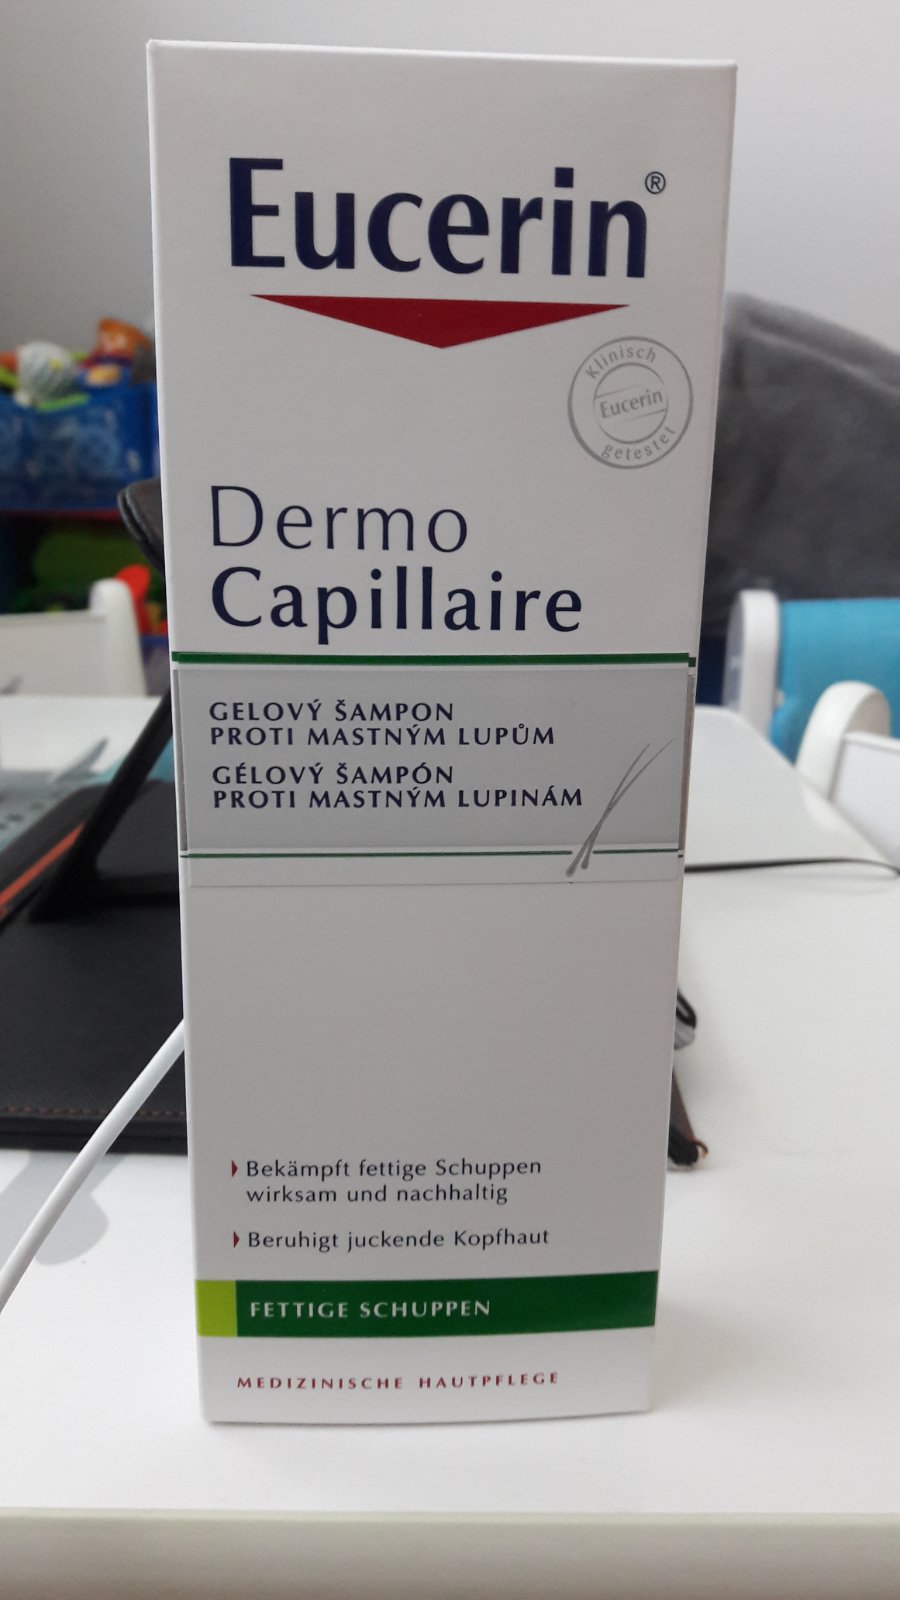 Eucerin®
Klinisch
Eucerin
getestet
Dermo
Capillaire
GELOVÝ ŠAMPON
PROTI MASTNÝM LUPŮM
GÉLOVÝ ŠAMPÓN
PROTI MASTNÝM LUPINÁM
Bekämpft fettige Schuppen
wirksam und nachhaltig
Beruhigt juckende Kopfhaut
FETTIGE SCHUPPEN
MEDIZINISCHE HAUTPFLEGE